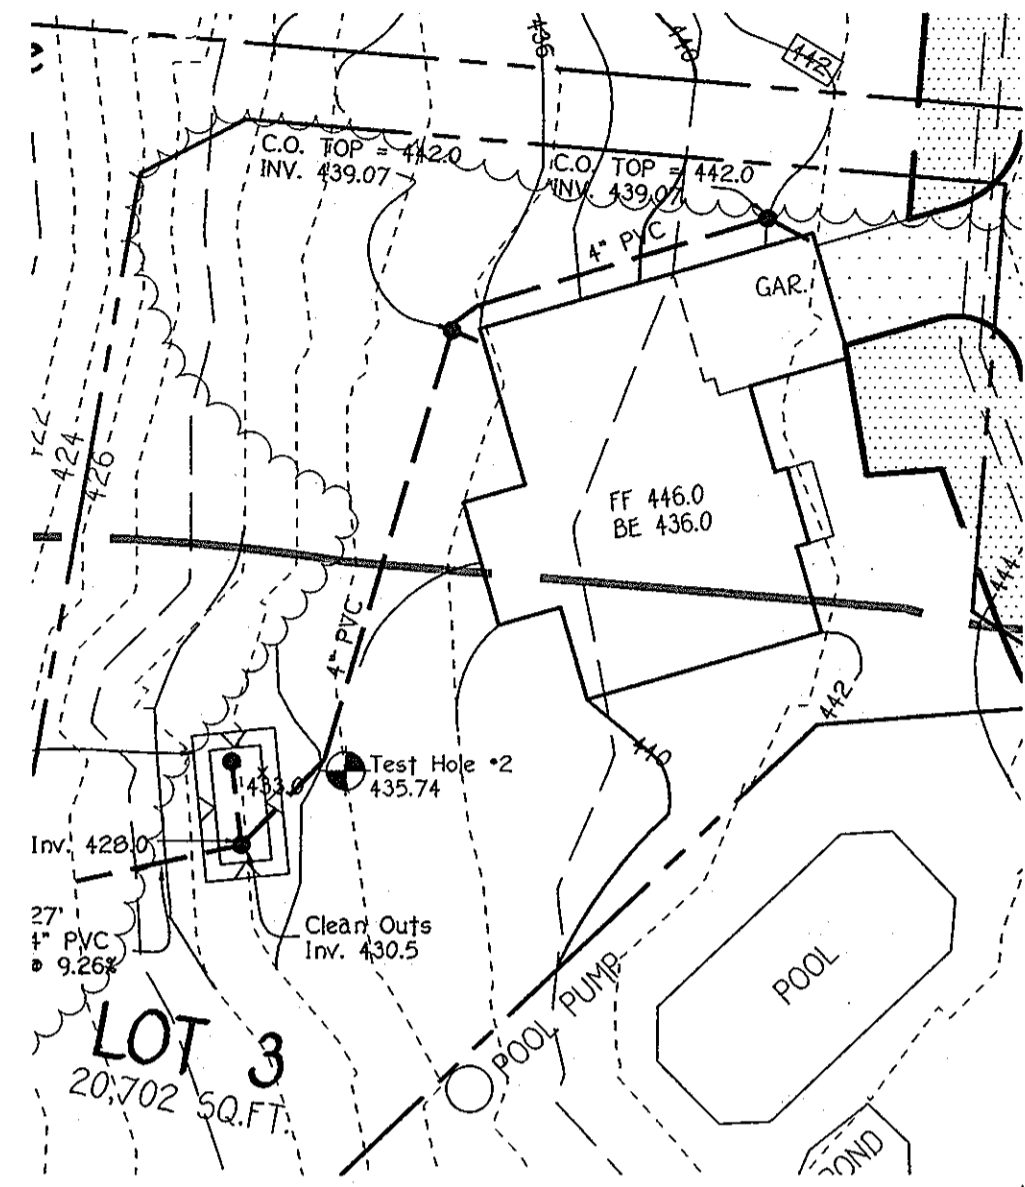 436
440
442
C.O. TOP = 442.0
INV. 439.07
C.O. TOP = 442.0
INV. 439.07
4" PVC
GAR.
424
426
FF 446.0
BE 436.0
444
4" PVC
442
440
Test Hole #2
435.74
433.0
Inv. 428.0
Clean Outs
Inv. 430.5
27'
4" PVC
@ 9.26%
LOT 3
20,702 SQ.FT.
POOL PUMP
POOL